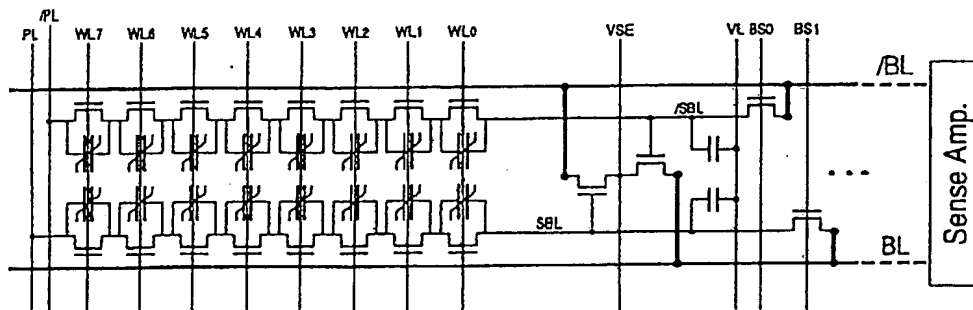 /PL
PL WL7 WL6 WL5 WL4 WL3 WL2 WL1 WL0 VSE VL BS0 BS1
/BL
/SBL
SBL
BL
Sense Amp.